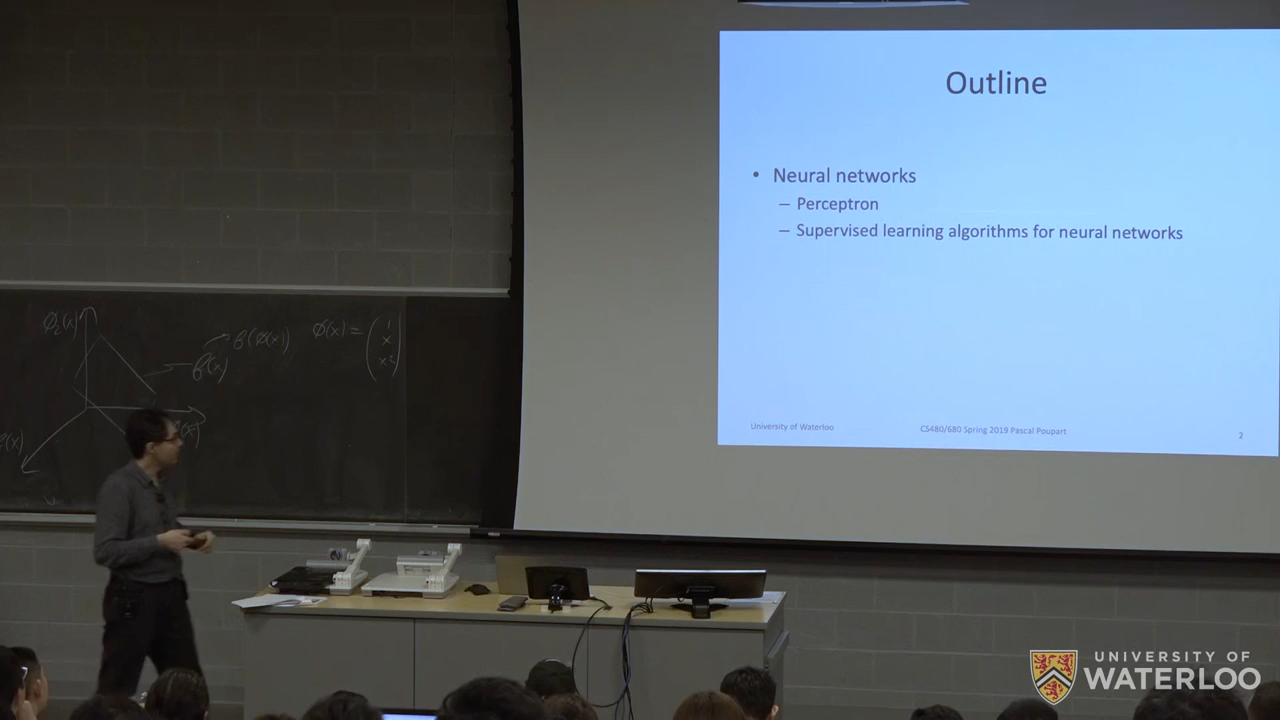 Outline
• Neural networks
– Perceptron
– Supervised learning algorithms for neural networks
University of Waterloo
CS480/680 Spring 2019 Pascal Poupart
2
ϕ₂(x)
ϕ(x) =
1
x
x²
UNIVERSITY OF
WATERLOO